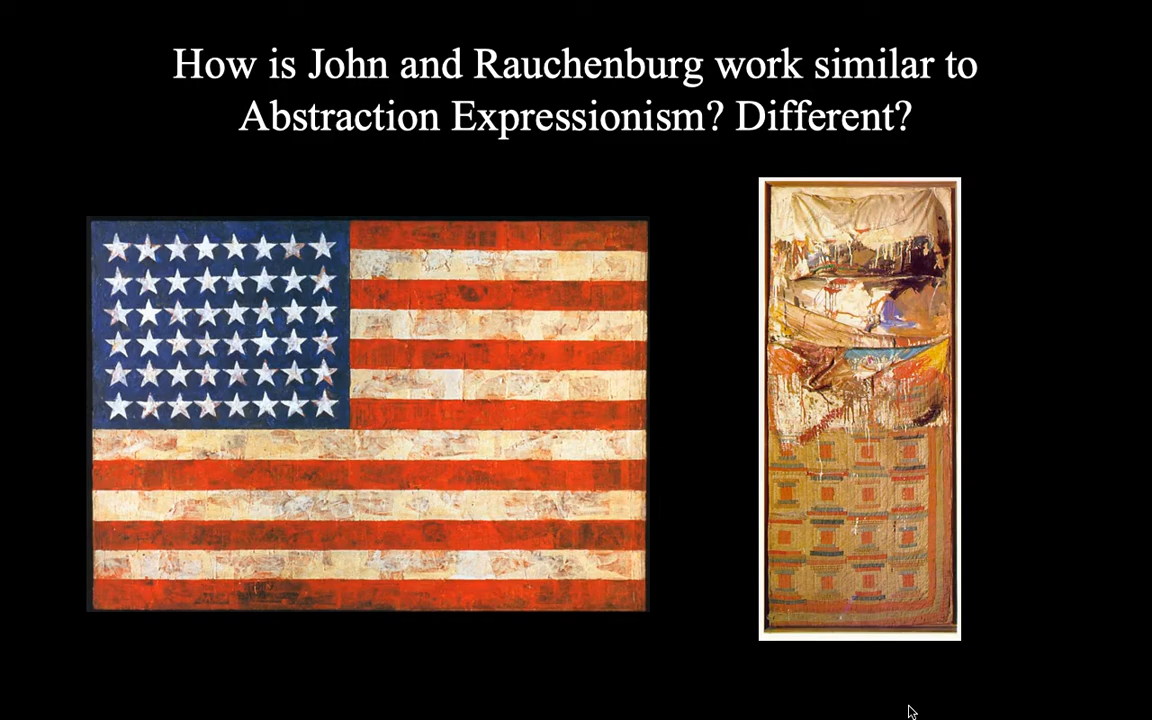 How is John and Rauchenburg work similar to
Abstraction Expressionism? Different?